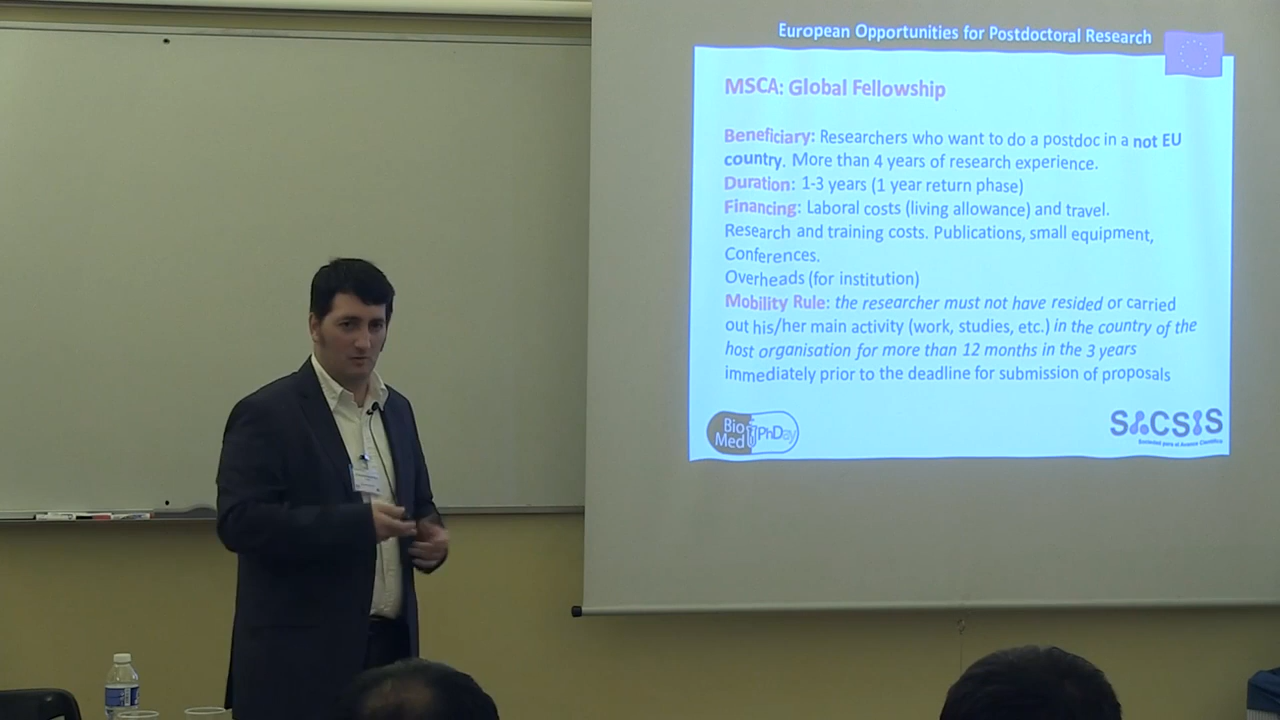 European Opportunities for Postdoctoral Research
MSCA: Global Fellowship
Beneficiary: Researchers who want to do a postdoc in a not EU
country. More than 4 years of research experience.
Duration: 1-3 years (1 year return phase)
Financing: Laboral costs (living allowance) and travel.
Research and training costs. Publications, small equipment,
Conferences.
Overheads (for institution)
Mobility Rule: the researcher must not have resided or carried
out his/her main activity (work, studies, etc.) in the country of the
host organisation for more than 12 months in the 3 years
immediately prior to the deadline for submission of proposals
Bio
Med PhDay
SACSIS
Sociedad para el Avance Científico